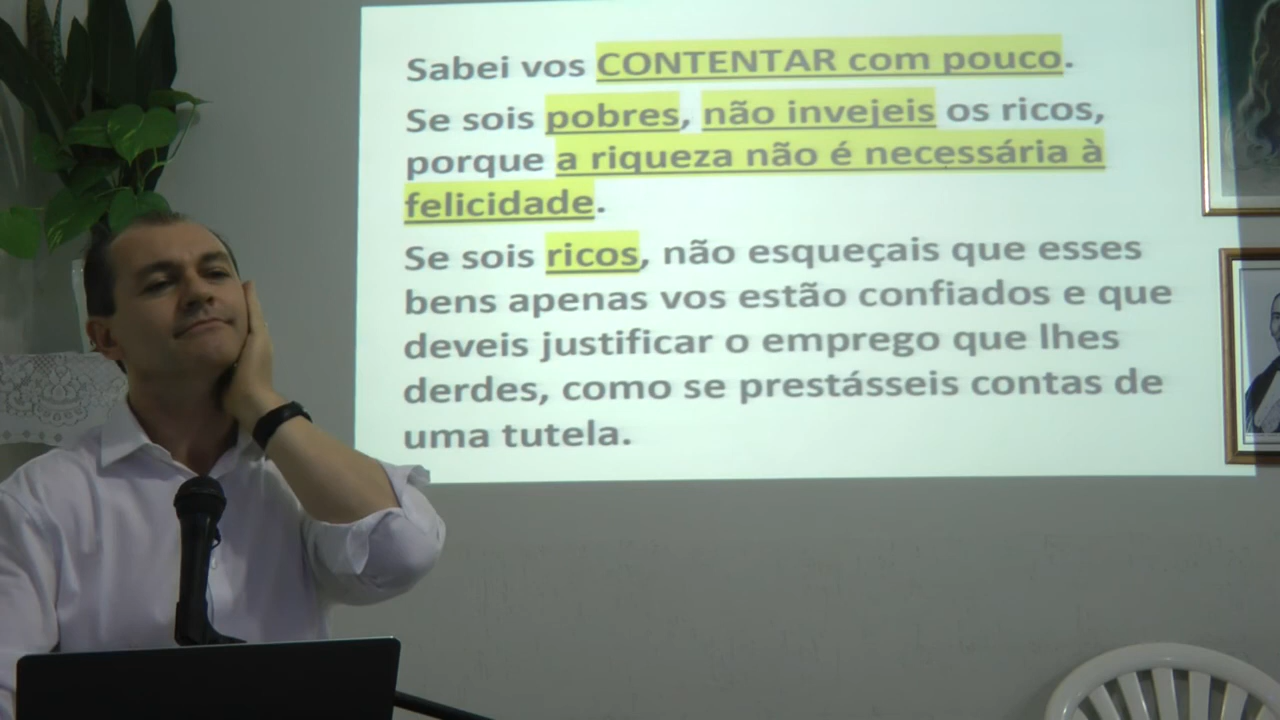 Sabei vos CONTENTAR com pouco.
Se sois pobres, não invejeis os ricos,
porque a riqueza não é necessária à
felicidade.
Se sois ricos, não esqueçais que esses
bens apenas vos estão confiados e que
deveis justificar o emprego que lhes
derdes, como se prestásseis contas de
uma tutela.